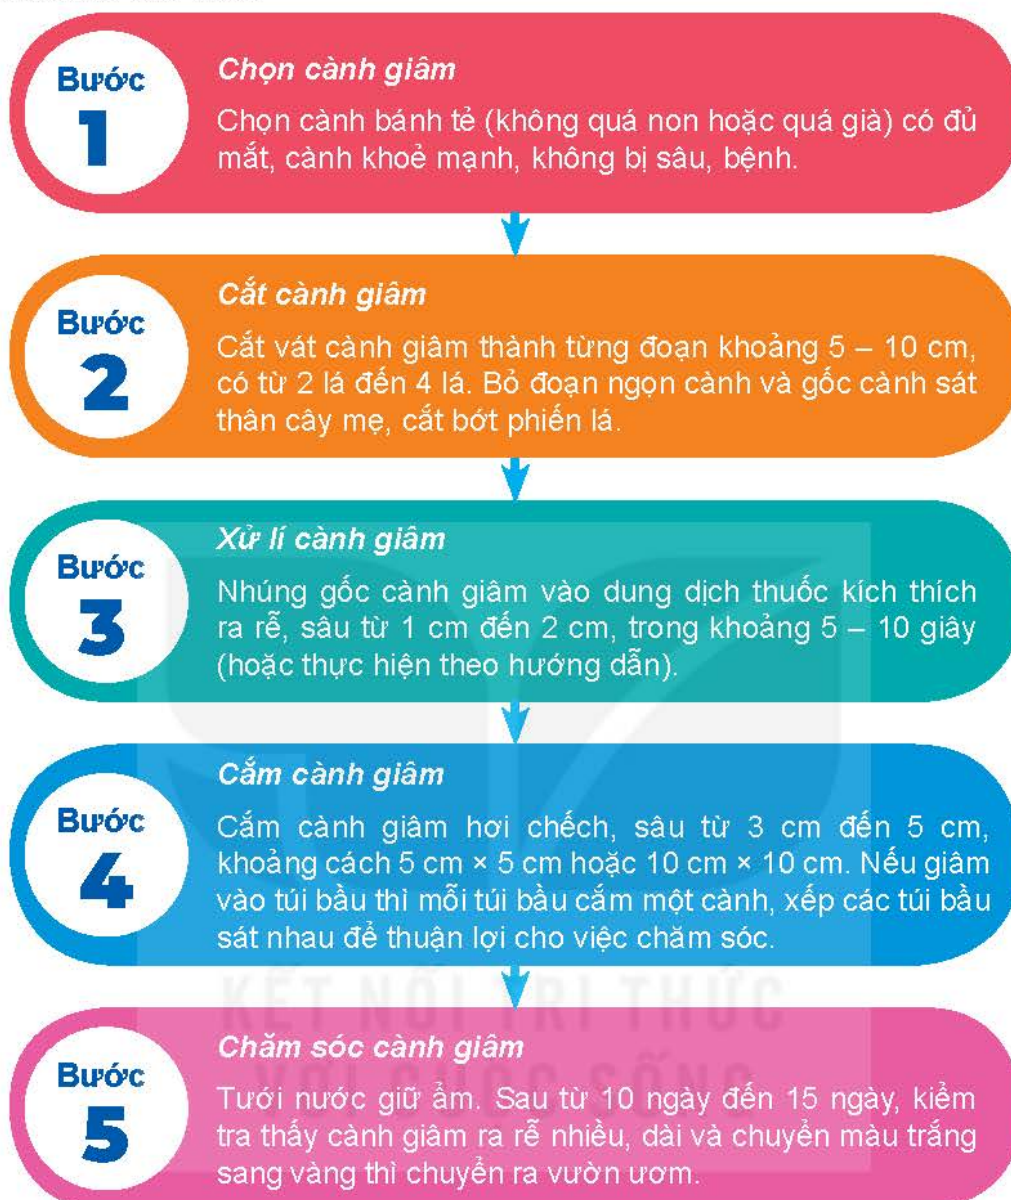 Bước
1
Chọn cành giâm
Chọn cành bánh tẻ (không quá non hoặc quá già) có đủ
mắt, cành khoẻ mạnh, không bị sâu, bệnh.
Bước
2
Cắt cành giâm
Cắt vát cành giâm thành từng đoạn khoảng 5 – 10 cm,
có từ 2 lá đến 4 lá. Bỏ đoạn ngọn cành và gốc cành sát
thân cây mẹ, cắt bớt phiến lá.
Bước
3
Xử lí cành giâm
Nhúng gốc cành giâm vào dung dịch thuốc kích thích
ra rễ, sâu từ 1 cm đến 2 cm, trong khoảng 5 – 10 giây
(hoặc thực hiện theo hướng dẫn).
Bước
4
Cắm cành giâm
Cắm cành giâm hơi chếch, sâu từ 3 cm đến 5 cm,
khoảng cách 5 cm × 5 cm hoặc 10 cm × 10 cm. Nếu giâm
vào túi bầu thì mỗi túi bầu cắm một cành, xếp các túi bầu
sát nhau để thuận lợi cho việc chăm sóc.
KẾT NỐI TRI THỨC
VỚI CUỘC SỐNG
Bước
5
Chăm sóc cành giâm
Tưới nước giữ ẩm. Sau từ 10 ngày đến 15 ngày, kiểm
tra thấy cành giâm ra rễ nhiều, dài và chuyển màu trắng
sang vàng thì chuyển ra vườn ươm.